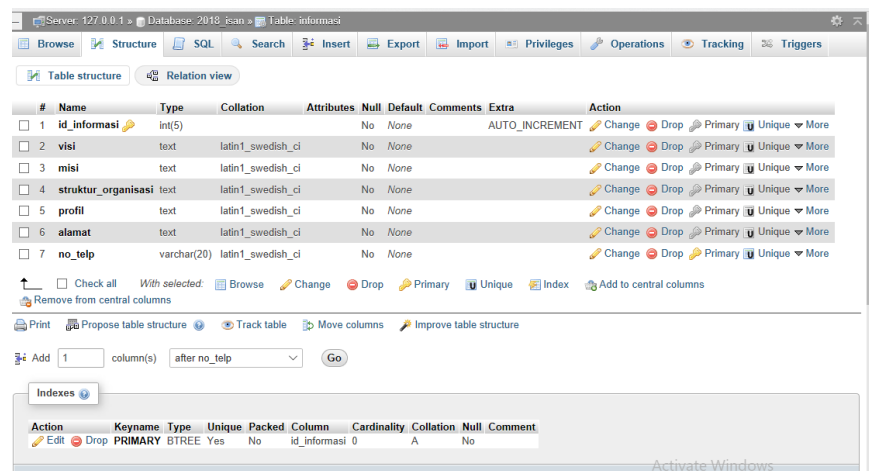 Server: 127.0.0.1 » Database: 2018_isan » Table: informasi
Browse Structure SQL Search Insert Export Import Privileges Operations Tracking Triggers
Table structure Relation view
# Name Type Collation Attributes Null Default Comments Extra Action
1 id_informasi int(5) No None AUTO_INCREMENT Change Drop Primary Unique More
2 visi text latin1_swedish_ci No None Change Drop Primary Unique More
3 misi text latin1_swedish_ci No None Change Drop Primary Unique More
4 struktur_organisasi text latin1_swedish_ci No None Change Drop Primary Unique More
5 profil text latin1_swedish_ci No None Change Drop Primary Unique More
6 alamat text latin1_swedish_ci No None Change Drop Primary Unique More
7 no_telp varchar(20) latin1_swedish_ci No None Change Drop Primary Unique More
Check all With selected: Browse Change Drop Primary Unique Index Add to central columns
Remove from central columns
Print Propose table structure Track table Move columns Improve table structure
Add 1 column(s) after no_telp Go
Indexes
Action Keyname Type Unique Packed Column Cardinality Collation Null Comment
Edit Drop PRIMARY BTREE Yes No id_informasi 0 A No
Activate Windows